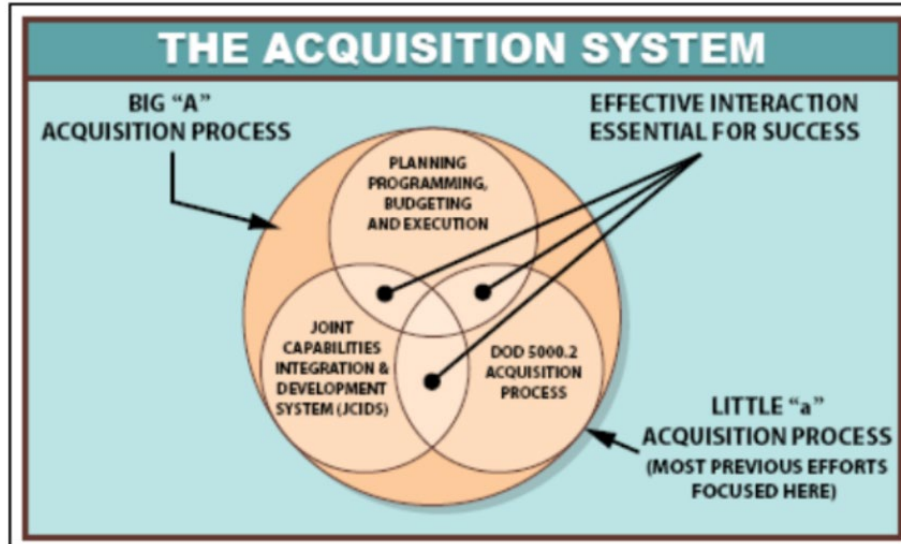 THE ACQUISITION SYSTEM
BIG “A”
ACQUISITION PROCESS
EFFECTIVE INTERACTION
ESSENTIAL FOR SUCCESS
PLANNING
PROGRAMMING,
BUDGETING
AND EXECUTION
JOINT
CAPABILITIES
INTEGRATION &
DEVELOPMENT
SYSTEM (JCIDS)
DOD 5000.2
ACQUISITION
PROCESS
LITTLE “a”
ACQUISITION PROCESS
(MOST PREVIOUS EFFORTS
FOCUSED HERE)